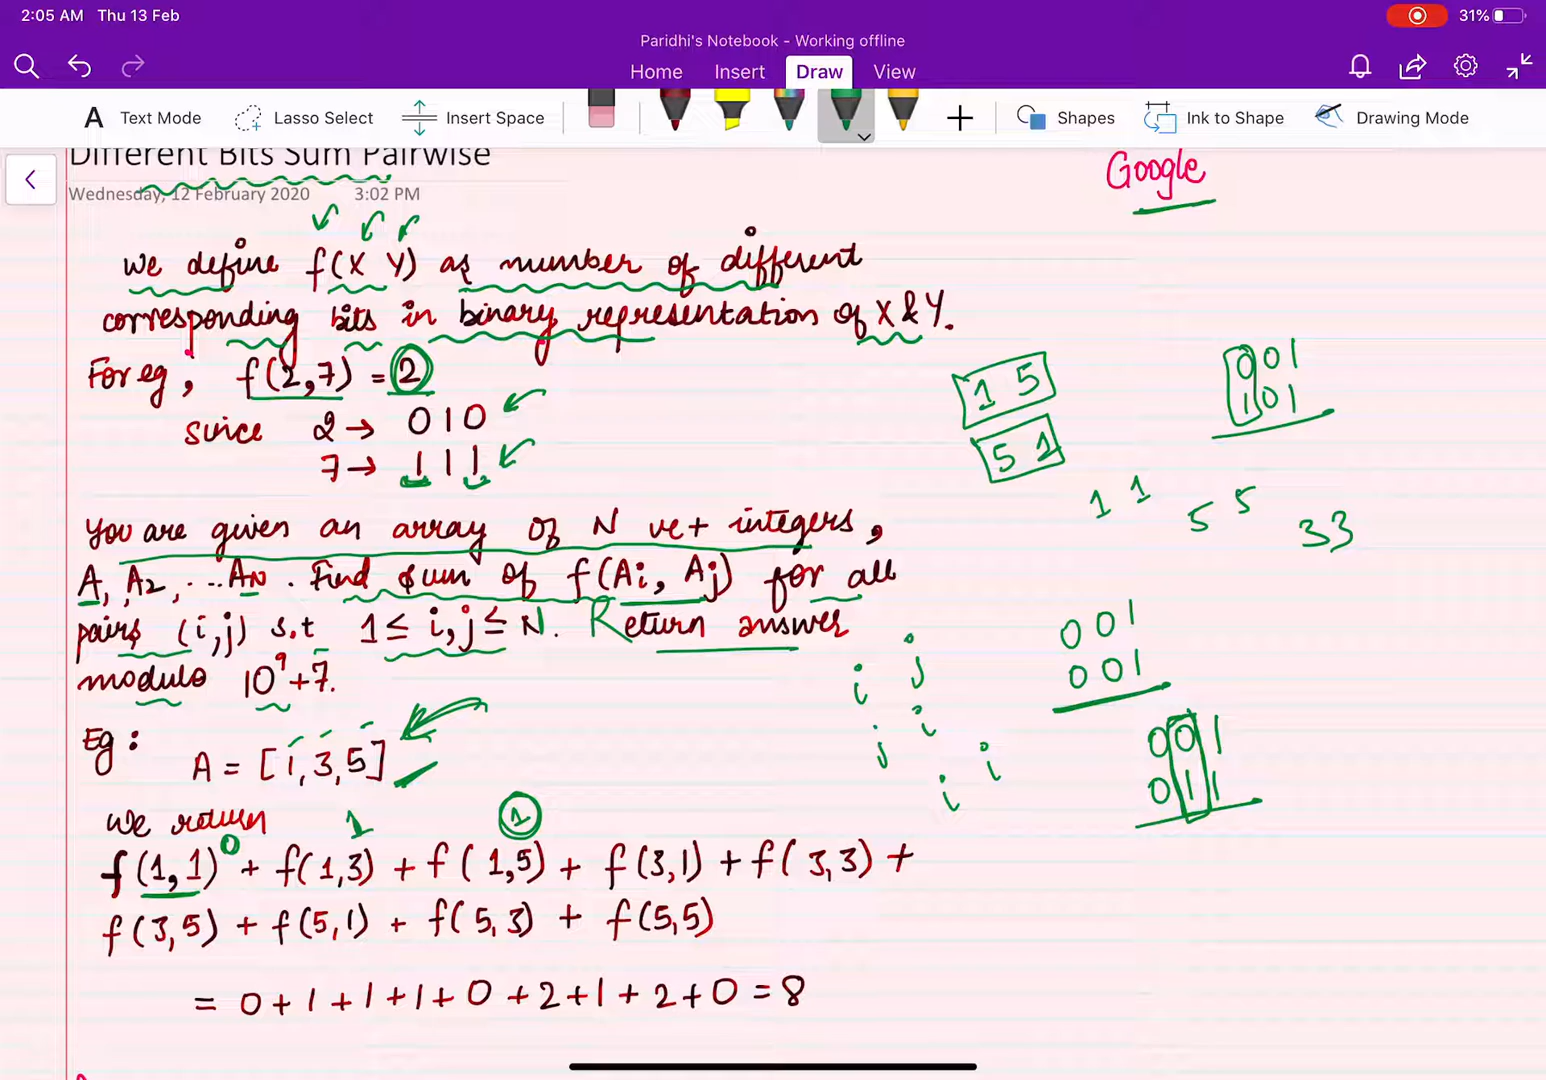 2:05 AM Thu 13 Feb
31%
Paridhi's Notebook - Working offline
Home Insert Draw View
Text Mode Lasso Select Insert Space Shapes Ink to Shape Drawing Mode
Different Bits Sum Pairwise
Wednesday, 12 February 2020 3:02 PM
Google
We define f(X Y) as number of different
corresponding bits in binary representation of X & Y.
For eg, f(2,7) = 2
since 2 → 010
7 → 111
1 5
5 1
001
101
1 1
5 5
33
You are given an array of N ve+ integers,
A, A2, ... AN. Find sum of f(Ai, Aj) for all
pairs (i,j) s.t 1 ≤ i,j ≤ N. Return answer
modulo 10⁹+7.
i j
j i
i i
001
001
001
011
Eg: A = [1,3,5]
We return
0 1 1
f(1,1) + f(1,3) + f(1,5) + f(3,1) + f(3,3) +
f(3,5) + f(5,1) + f(5,3) + f(5,5)
= 0+1+1+1+0+2+1+2+0 = 8